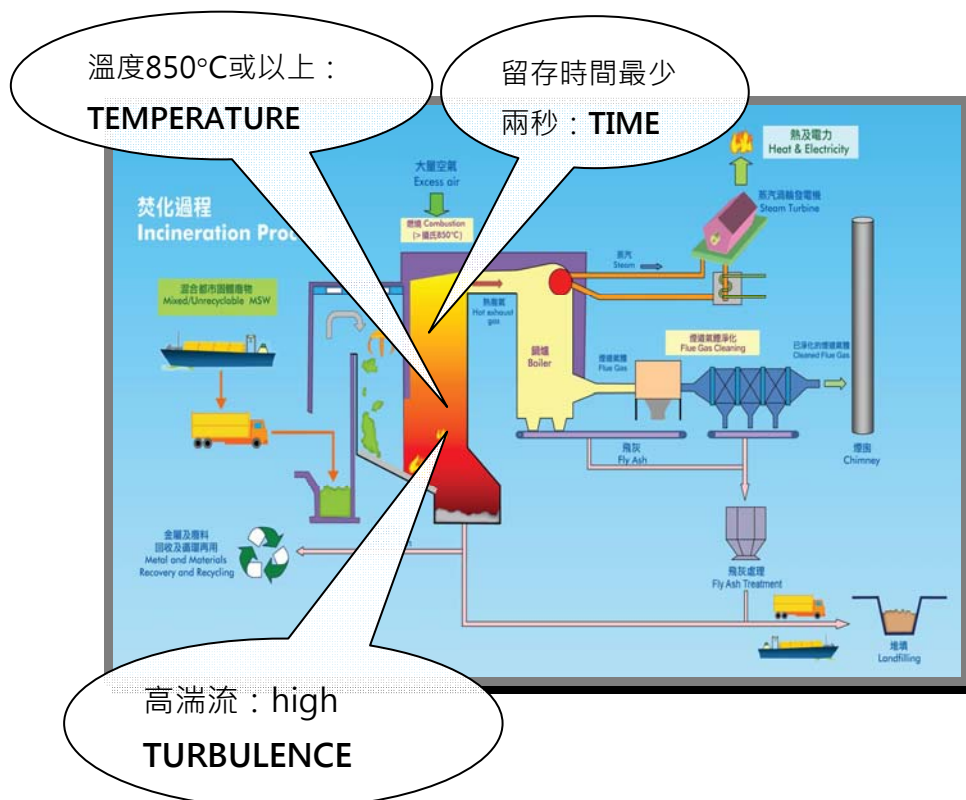 溫度850°C或以上：
TEMPERATURE
留存時間最少
兩秒：TIME
熱及電力
Heat & Electricity
大量空氣
Excess air
焚化過程
Incineration
燃燒 Combustion
(> 攝氏850°C)
蒸汽渦輪發電機
Steam Turbine
蒸汽
Steam
混合都市固體廢物
Mixed/Unrecyclable MSW
熱廢氣
Hot exhaust
gas
鍋爐
Boiler
煙道氣體淨化
Flue Gas Cleaning
煙道氣體
Flue Gas
已淨化的煙道氣體
Cleaned Flue Gas
飛灰
Fly Ash
煙囪
Chimney
金屬及廢料
回收及循環再用
Metal and Materials
Recovery and Recycling
飛灰處理
Fly Ash Treatment
堆填
Landfilling
高湍流：high
TURBULENCE